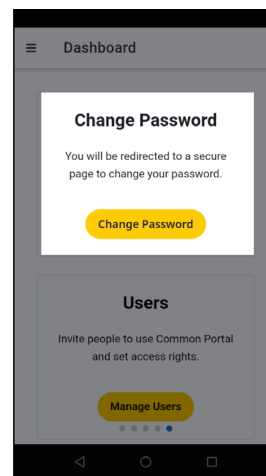 Dashboard
Change Password
You will be redirected to a secure
page to change your password.
Change Password
Users
Invite people to use Common Portal
and set access rights.
Manage Users